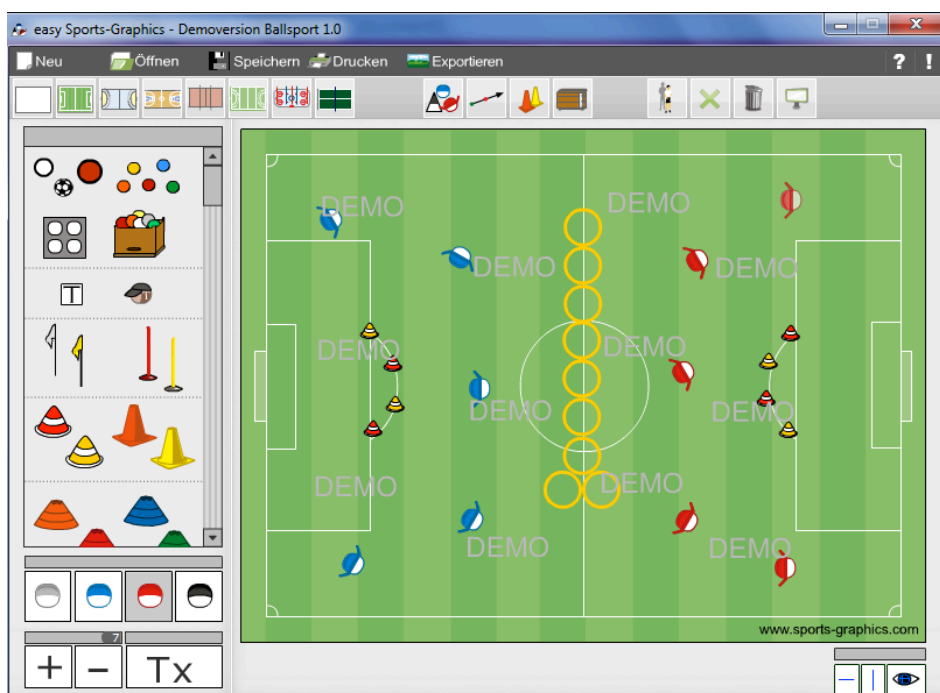 easy Sports-Graphics - Demoversion Ballsport 1.0
Neu Öffnen Speichern Drucken Exportieren ? !
DEMO DEMO
DEMO DEMO
DEMO DEMO
DEMO DEMO
DEMO DEMO
DEMO DEMO
T
7
+ - Tx
www.sports-graphics.com